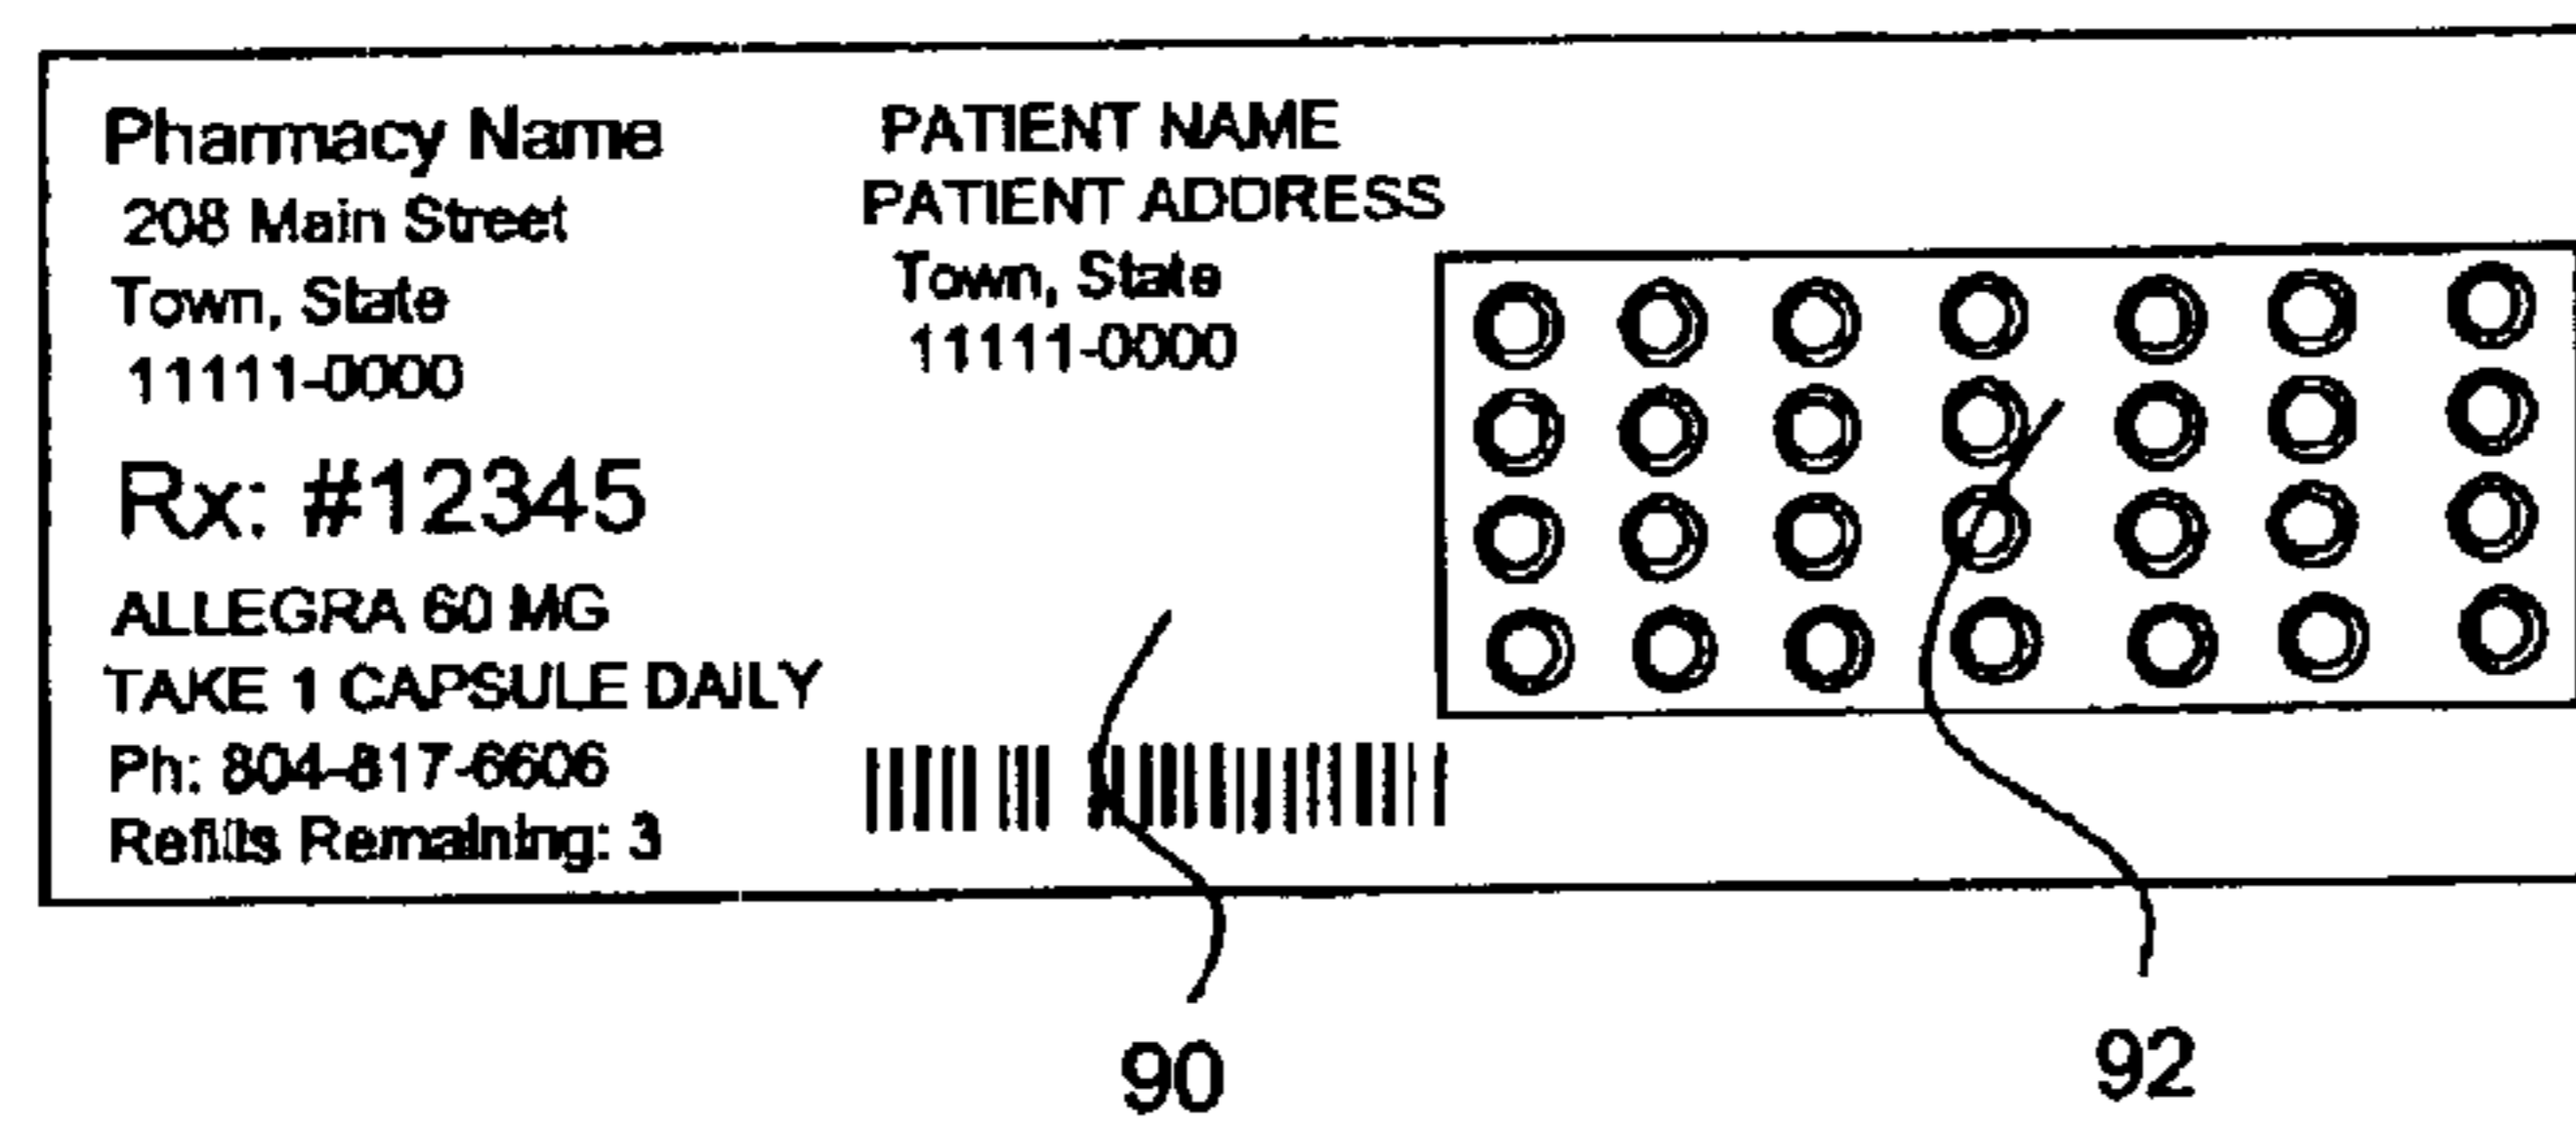 Pharmacy Name
208 Main Street
Town, State
11111-0000
Rx: #12345
ALLEGRA 60 MG
TAKE 1 CAPSULE DAILY
Ph: 804-817-6606
Refills Remaining: 3
PATIENT NAME
PATIENT ADDRESS
Town, State
11111-0000
90
92